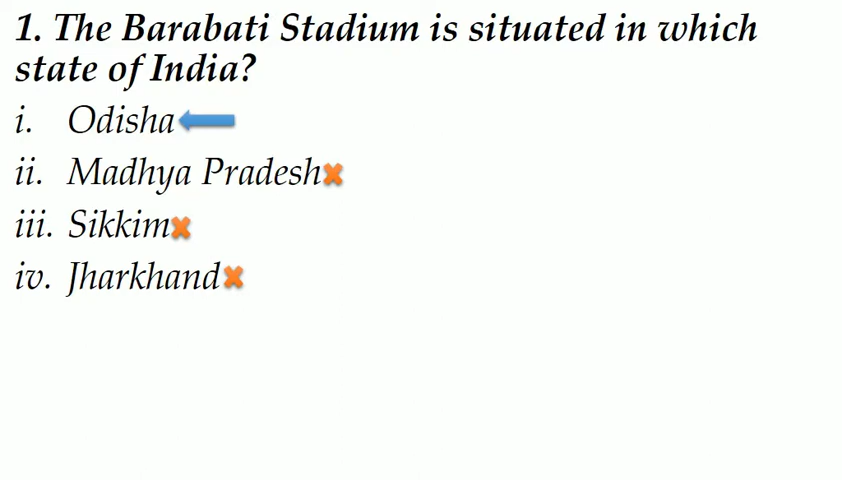 1. The Barabati Stadium is situated in which
state of India?
i. Odisha
ii. Madhya Pradesh
iii. Sikkim
iv. Jharkhand